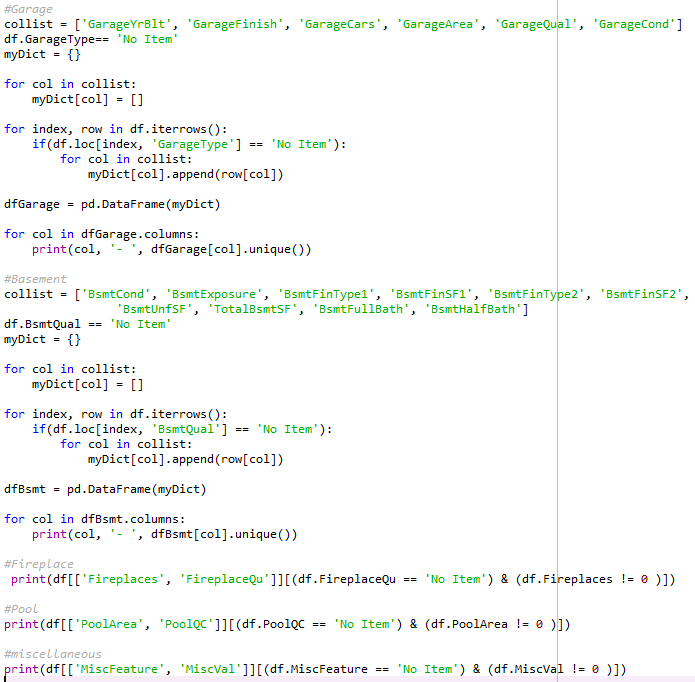 #Garage
collist = ['GarageYrBlt', 'GarageFinish', 'GarageCars', 'GarageArea', 'GarageQual', 'GarageCond']
df.GarageType== 'No Item'
myDict = {}

for col in collist:
    myDict[col] = []

for index, row in df.iterrows():
    if(df.loc[index, 'GarageType'] == 'No Item'):
        for col in collist:
            myDict[col].append(row[col])

dfGarage = pd.DataFrame(myDict)

for col in dfGarage.columns:
    print(col, '- ', dfGarage[col].unique())

#Basement
collist = ['BsmtCond', 'BsmtExposure', 'BsmtFinType1', 'BsmtFinSF1', 'BsmtFinType2', 'BsmtFinSF2',
                'BsmtUnfSF', 'TotalBsmtSF', 'BsmtFullBath', 'BsmtHalfBath']
df.BsmtQual == 'No Item'
myDict = {}

for col in collist:
    myDict[col] = []

for index, row in df.iterrows():
    if(df.loc[index, 'BsmtQual'] == 'No Item'):
        for col in collist:
            myDict[col].append(row[col])

dfBsmt = pd.DataFrame(myDict)

for col in dfBsmt.columns:
    print(col, '- ', dfBsmt[col].unique())

#Fireplace
 print(df[['Fireplaces', 'FireplaceQu']][(df.FireplaceQu == 'No Item') & (df.Fireplaces != 0 )])

#Pool
print(df[['PoolArea', 'PoolQC']][(df.PoolQC == 'No Item') & (df.PoolArea != 0 )])

#miscellaneous
print(df[['MiscFeature', 'MiscVal']][(df.MiscFeature == 'No Item') & (df.MiscVal != 0 )])